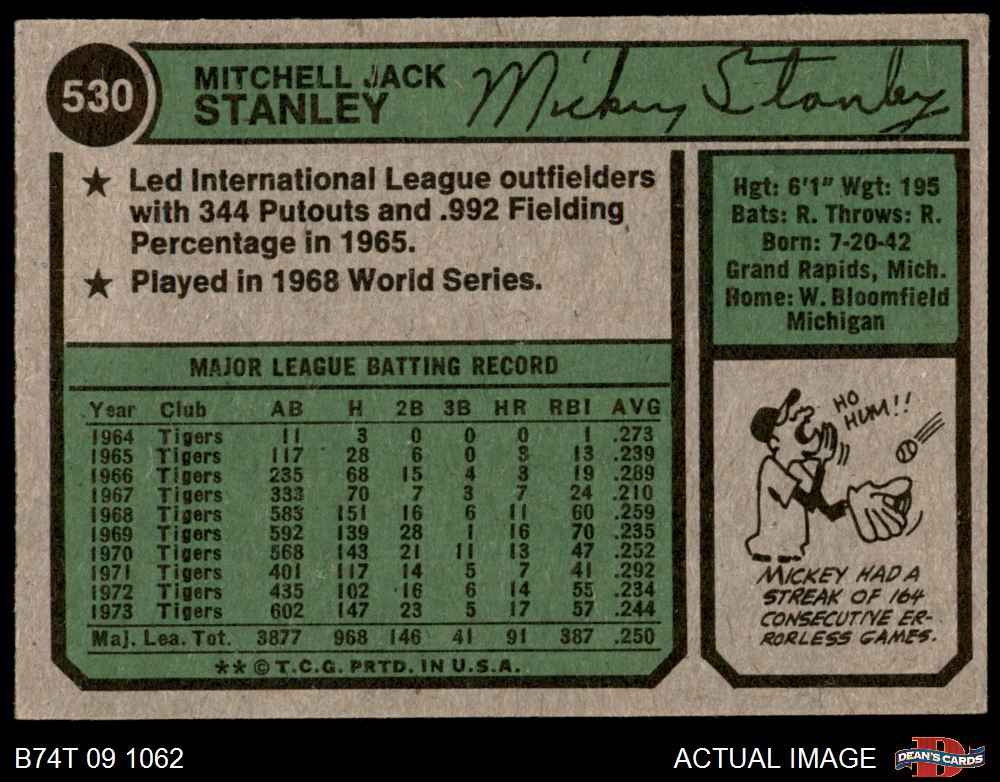 530
MITCHELL JACK
STANLEY
Mickey Stanley
★ Led International League outfielders
with 344 Putouts and .992 Fielding
Percentage in 1965.
★ Played in 1968 World Series.
Hgt: 6'1" Wgt: 195
Bats: R. Throws: R.
Born: 7-20-42
Grand Rapids, Mich.
Home: W. Bloomfield
Michigan
MAJOR LEAGUE BATTING RECORD
Year Club AB H 2B 3B HR RBI AVG
1964 Tigers 11 3 0 0 0 1 .273
1965 Tigers 117 28 6 0 3 13 .239
1966 Tigers 235 68 15 4 3 19 .289
1967 Tigers 333 70 7 3 7 24 .210
1968 Tigers 583 151 16 6 11 60 .259
1969 Tigers 592 139 28 1 16 70 .235
1970 Tigers 568 143 21 11 13 47 .252
1971 Tigers 401 117 14 5 7 41 .292
1972 Tigers 435 102 16 6 14 55 .234
1973 Tigers 602 147 23 5 17 57 .244
Maj. Lea. Tot. 3877 968 146 41 91 387 .250
** © T.C.G. PRTD. IN U.S.A.
HO
HUM!!
MICKEY HAD A
STREAK OF 164
CONSECUTIVE ER-
RORLESS GAMES.
B74T 09 1062
ACTUAL IMAGE
D
DEAN'S CARDS